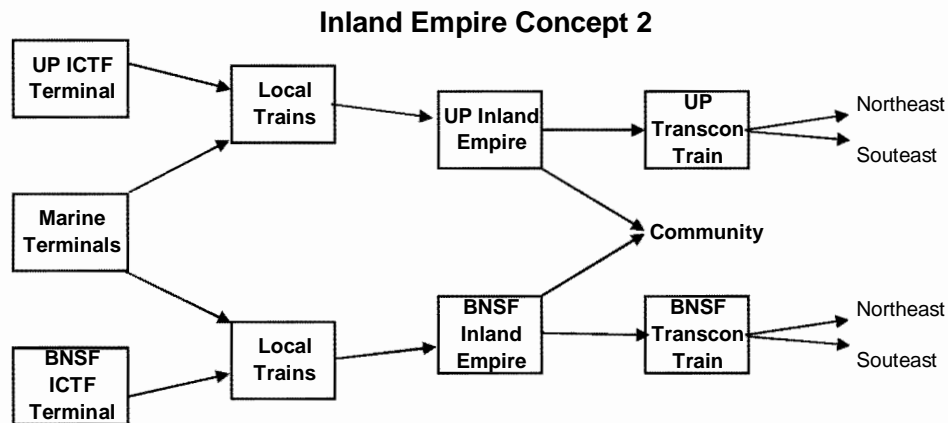 Inland Empire Concept 2
UP ICTF
Terminal
Local
Trains
UP Inland
Empire
UP
Transcon
Train
Northeast
Souteast
Marine
Terminals
Community
BNSF
ICTF
Terminal
Local
Trains
BNSF
Inland
Empire
BNSF
Transcon
Train
Northeast
Souteast